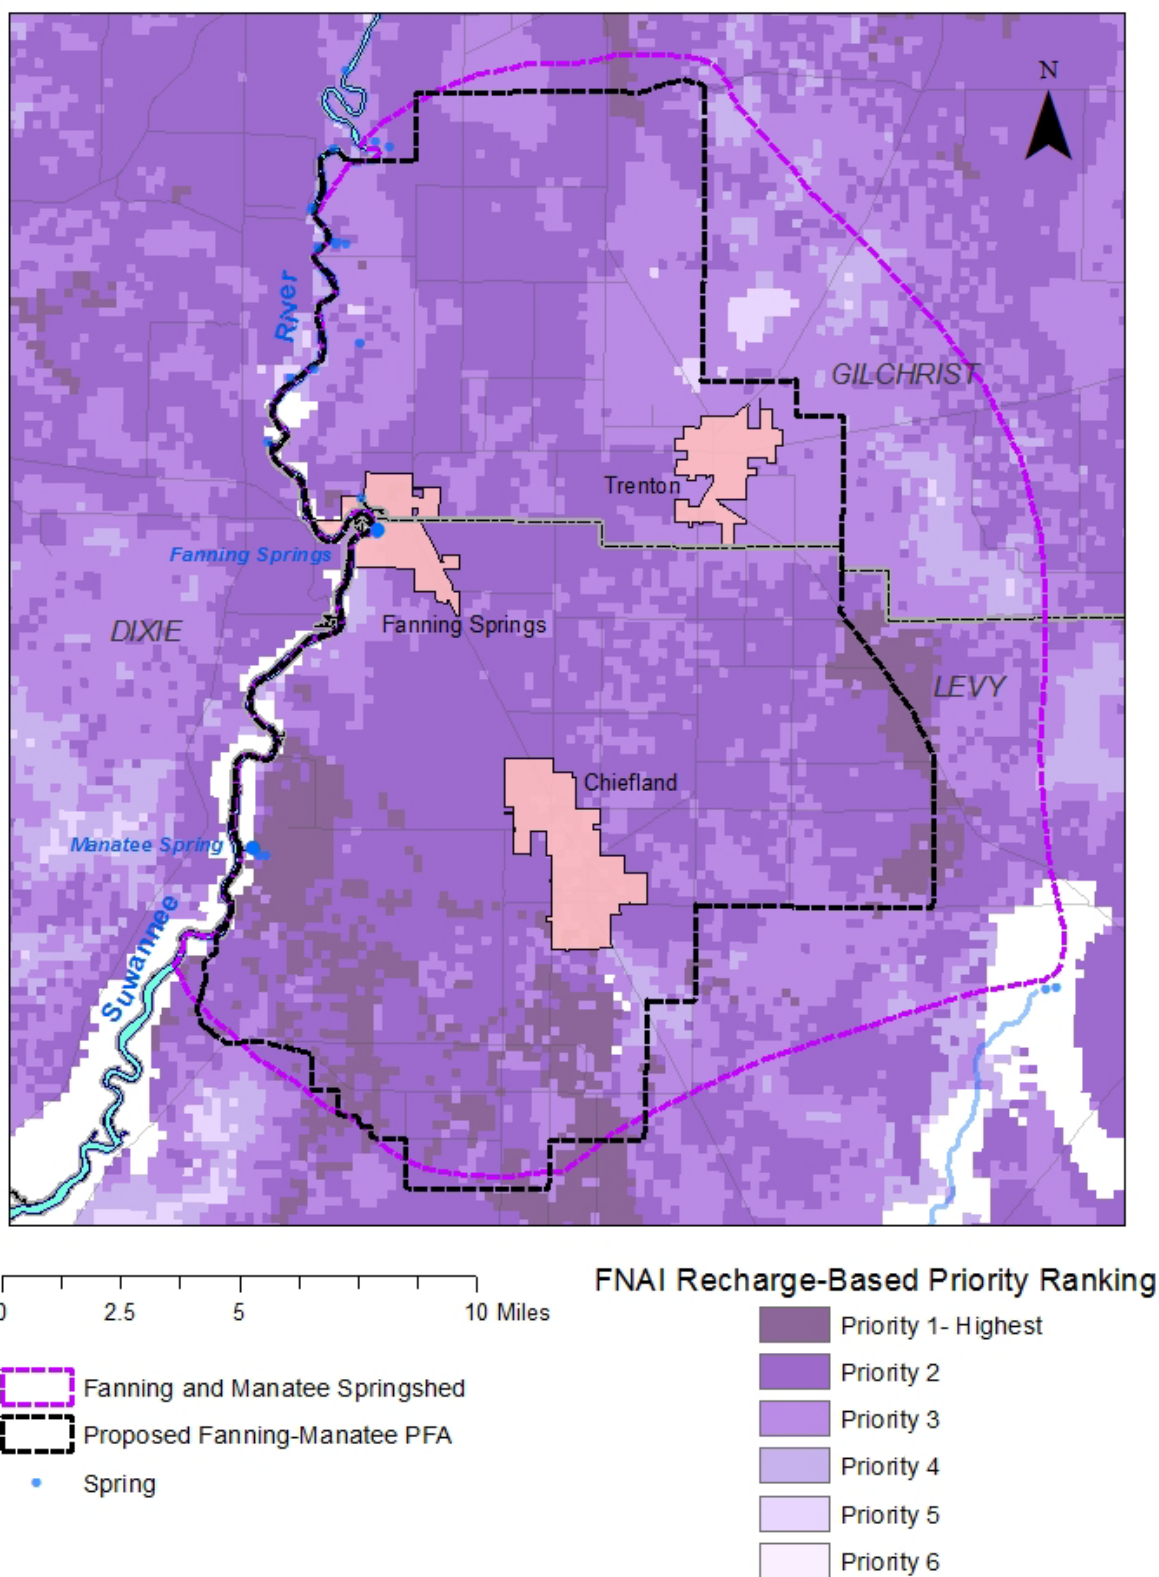 N
River
GILCHRIST
Trenton
Fanning Springs
Fanning Springs
DIXIE
LEVY
Chiefland
Manatee Spring
Suwannee
0 2.5 5 10 Miles
FNAI Recharge-Based Priority Ranking
Priority 1- Highest
Priority 2
Priority 3
Priority 4
Priority 5
Priority 6
Fanning and Manatee Springshed
Proposed Fanning-Manatee PFA
Spring